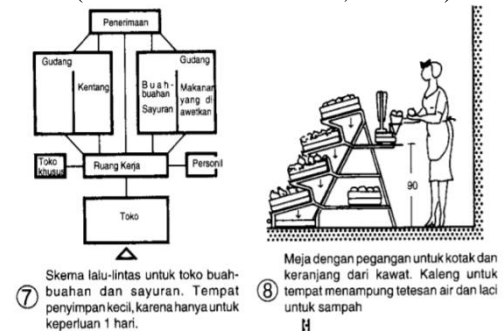 Penerimaan
Gudang
Kentang
Gudang
Buah-
buahan
Sayuran
Makanan
yang di
awetkan
Toko
khusus
Ruang Kerja
Personil
Toko
7
Skema lalu-lintas untuk toko buah-
buahan dan sayuran. Tempat
penyimpan kecil, karena hanya untuk
keperluan 1 hari.
90
8
Meja dengan pegangan untuk kotak dan
keranjang dari kawat. Kaleng untuk
tempat menampung tetesan air dan laci
untuk sampah